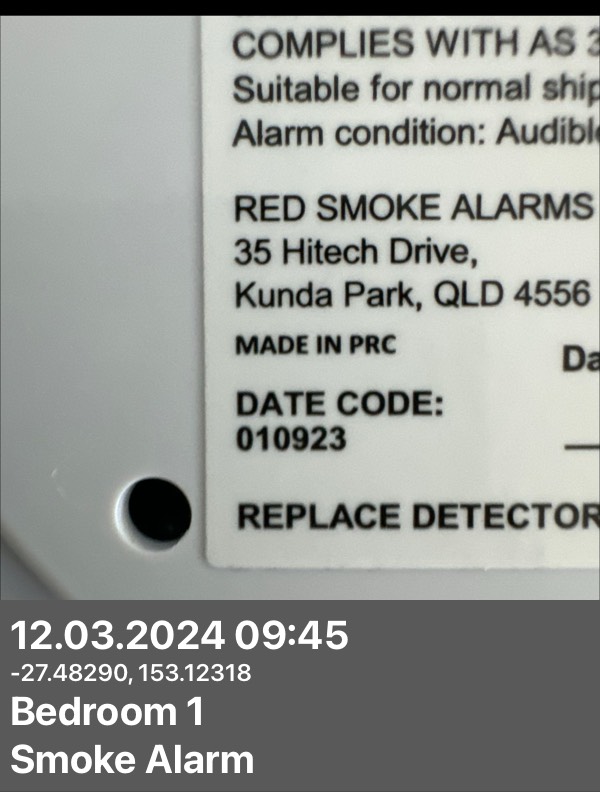 COMPLIES WITH AS
Suitable for normal
Alarm condition:
RED SMOKE ALARMS
35 Hitech Drive,
Kunda Park, QLD 4556
MADE IN PRC
DATE CODE:
010923
REPLACE DETECTOR
12.03.2024 09:45
-27.48290, 153.12318
Bedroom 1
Smoke Alarm